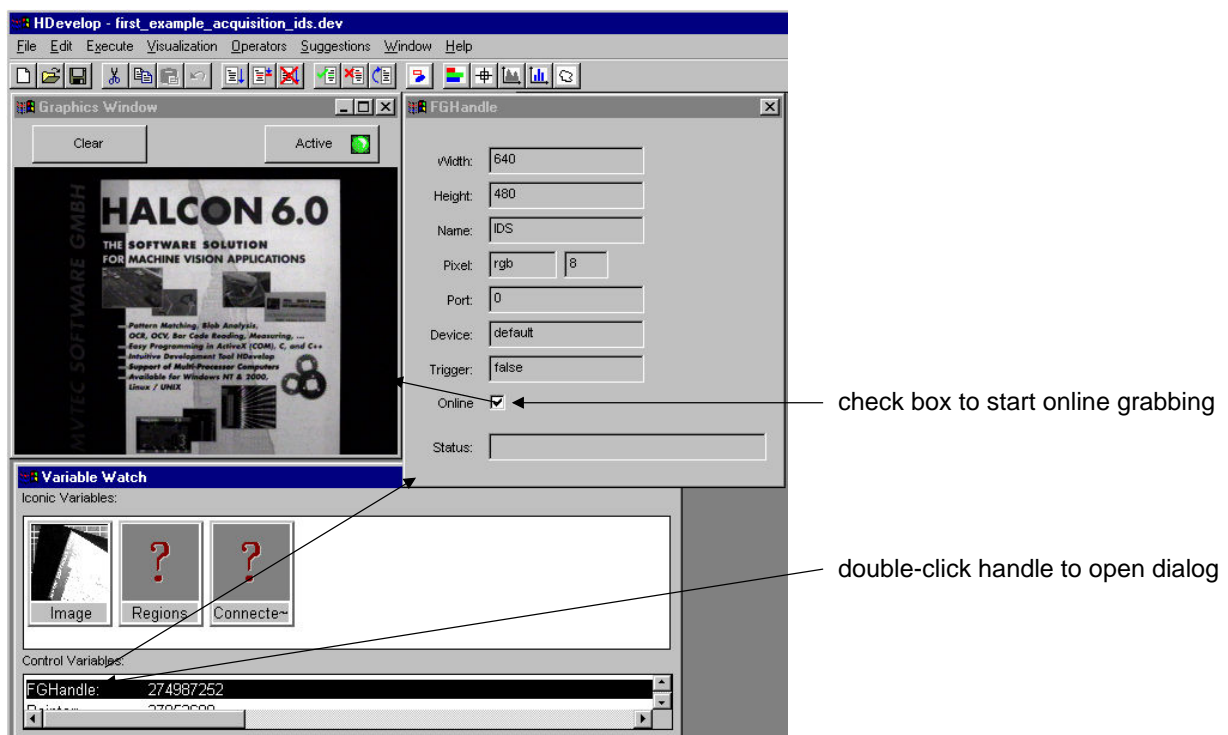 HDevelop - first_example_acquisition_ids.dev
File Edit Execute Visualization Operators Suggestions Window Help
Graphics Window
Clear
Active
MVTEC SOFTWARE GMBH
HALCON 6.0
THE SOFTWARE SOLUTION
FOR MACHINE VISION APPLICATIONS
Pattern Matching, Blob Analysis,
OCR, OCV, Bar Code Reading, Measuring, ...
Easy Programming in ActiveX (COM), C, and C++
Intuitive Development Tool HDevelop
Support of Multi-Processor Computers
Available for Windows NT & 2000,
Linux / UNIX
FGHandle
Width: 640
Height: 480
Name: IDS
Pixel: rgb 8
Port: 0
Device: default
Trigger: false
Online
Status:
check box to start online grabbing
Variable Watch
Iconic Variables:
? ?
Image Regions Connecte~
double-click handle to open dialog
Control Variables:
FGHandle: 274987252